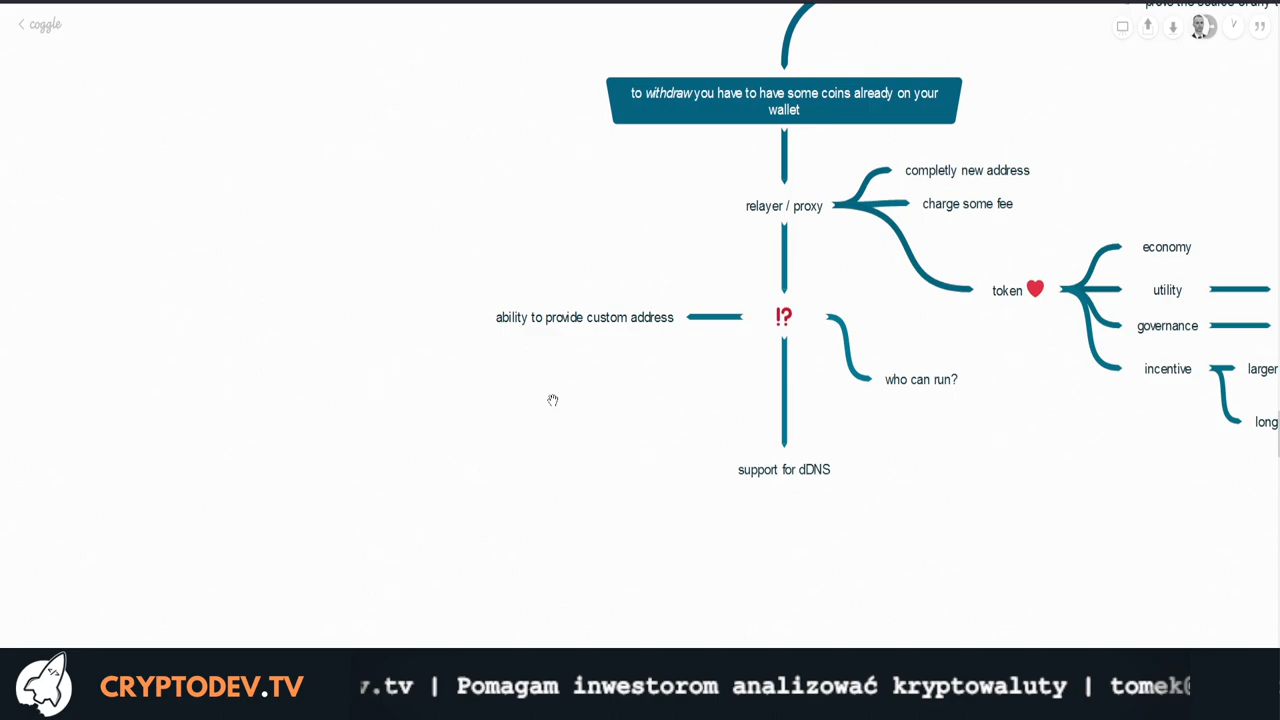 coggle
to withdraw you have to have some coins already on your
wallet
completly new address
relayer / proxy
charge some fee
economy
token
utility
ability to provide custom address
!?
governance
incentive
larger
who can run?
long
support for dDNS
CRYPTODEV.TV
v.tv | Pomagam inwestorom analizować kryptowaluty | tomek@